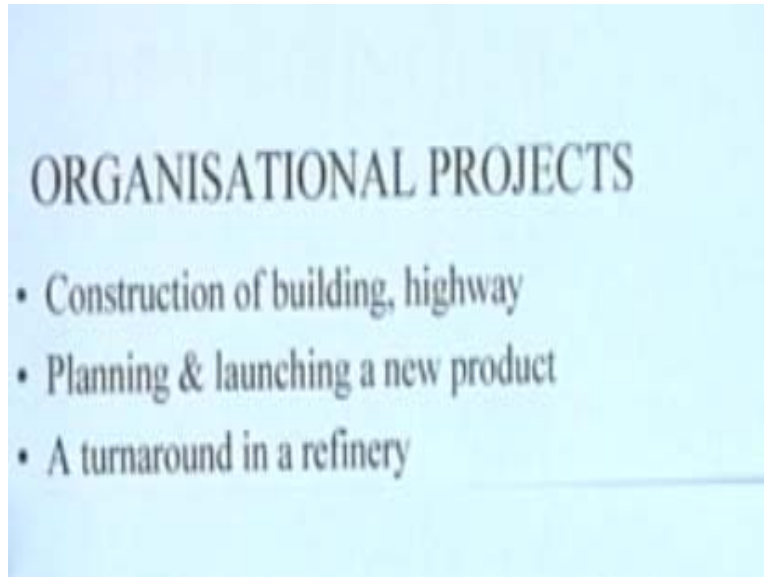 ORGANISATIONAL PROJECTS
• Construction of building, highway
• Planning & launching a new product
• A turnaround in a refinery